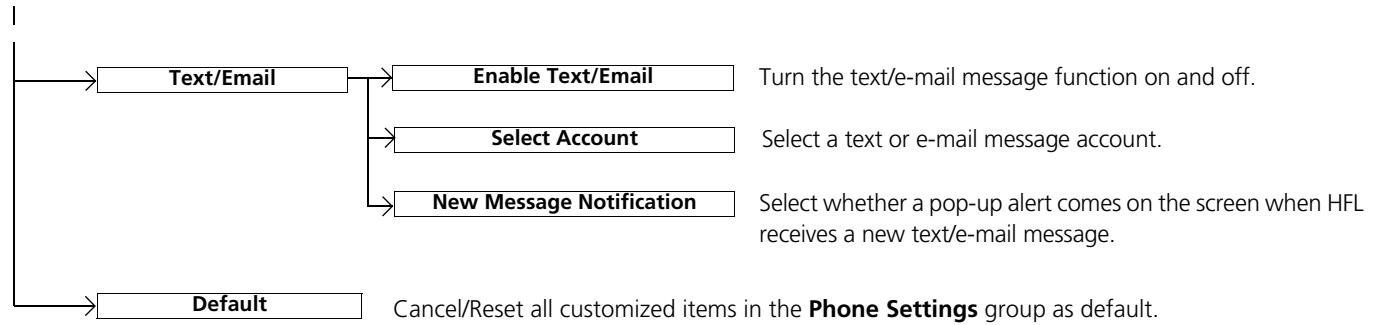 Text/Email
Enable Text/Email
Turn the text/e-mail message function on and off.
Select Account
Select a text or e-mail message account.
New Message Notification
Select whether a pop-up alert comes on the screen when HFL
receives a new text/e-mail message.
Default
Cancel/Reset all customized items in the Phone Settings group as default.